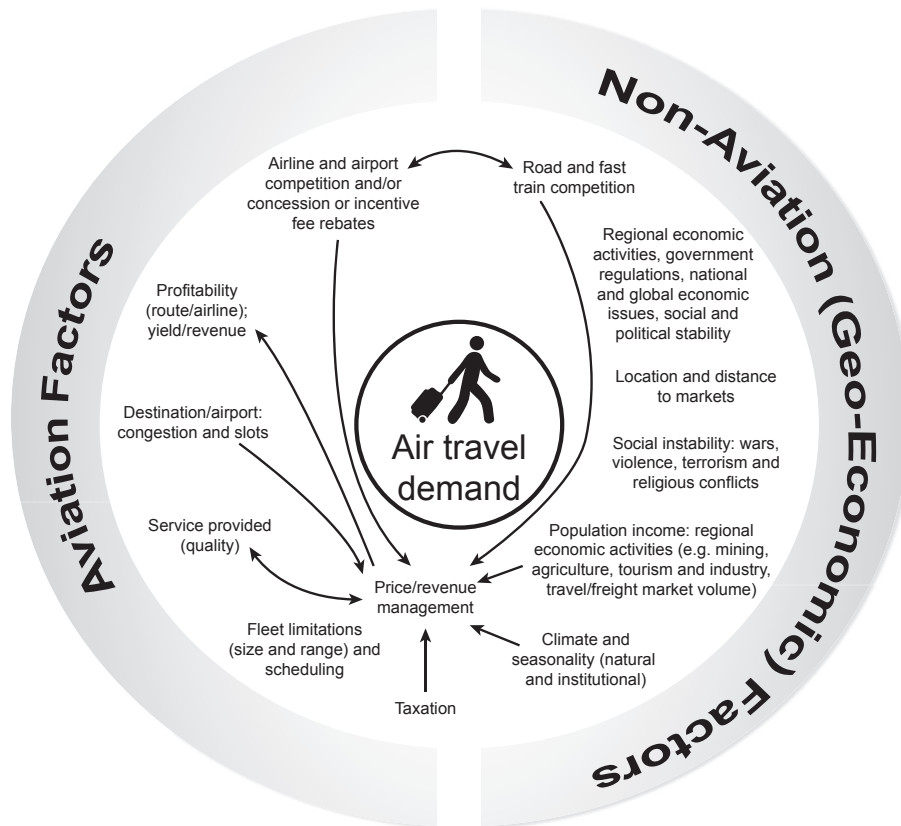 Aviation Factors
Non-Aviation (Geo-Economic) Factors
Airline and airport
competition and/or
concession or incentive
fee rebates
Road and fast
train competition
Regional economic
activities, government
regulations, national
and global economic
issues, social and
political stability
Profitability
(route/airline);
yield/revenue
Location and distance
to markets
Destination/airport:
congestion and slots
Air travel
demand
Social instability: wars,
violence, terrorism and
religious conflicts
Service provided
(quality)
Population income: regional
economic activities (e.g. mining,
agriculture, tourism and industry,
travel/freight market volume)
Price/revenue
management
Fleet limitations
(size and range) and
scheduling
Climate and
seasonality (natural
and institutional)
Taxation